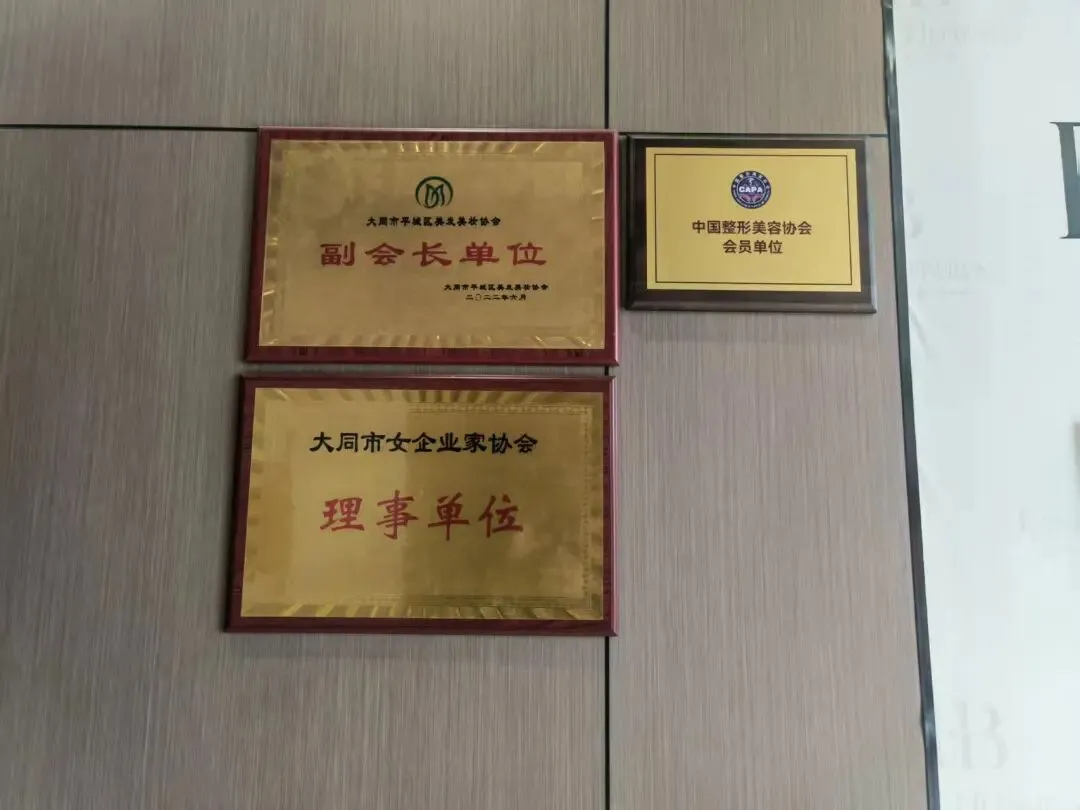 大同市平城区美发美妆协会
副会长单位
大同市平城区美发美妆协会
二〇二二年六月
CAPA
中国整形美容协会
会员单位
大同市女企业家协会
理事单位